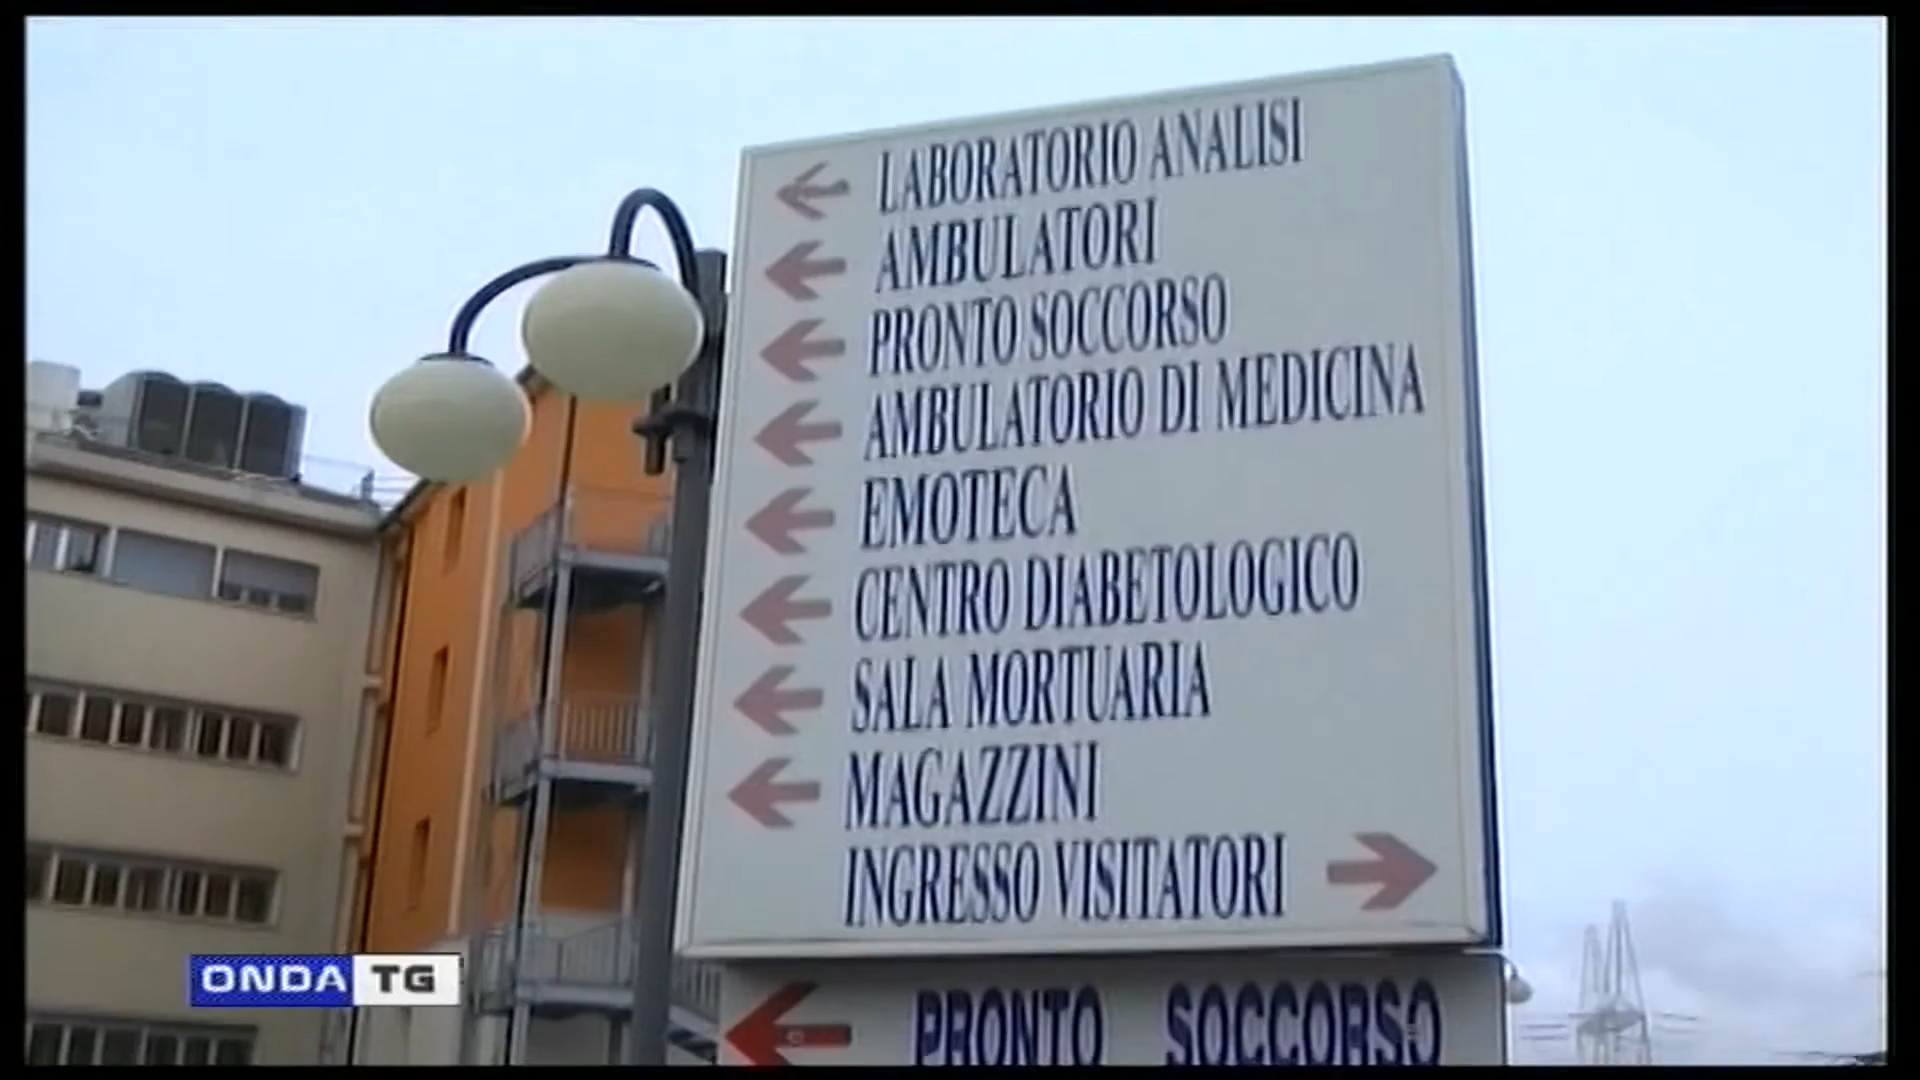 LABORATORIO ANALISI
AMBULATORI
PRONTO SOCCORSO
AMBULATORIO DI MEDICINA
EMOTECA
CENTRO DIABETOLOGICO
SALA MORTUARIA
MAGAZZINI
INGRESSO VISITATORI
PRONTO SOCCORSO
ONDA TG